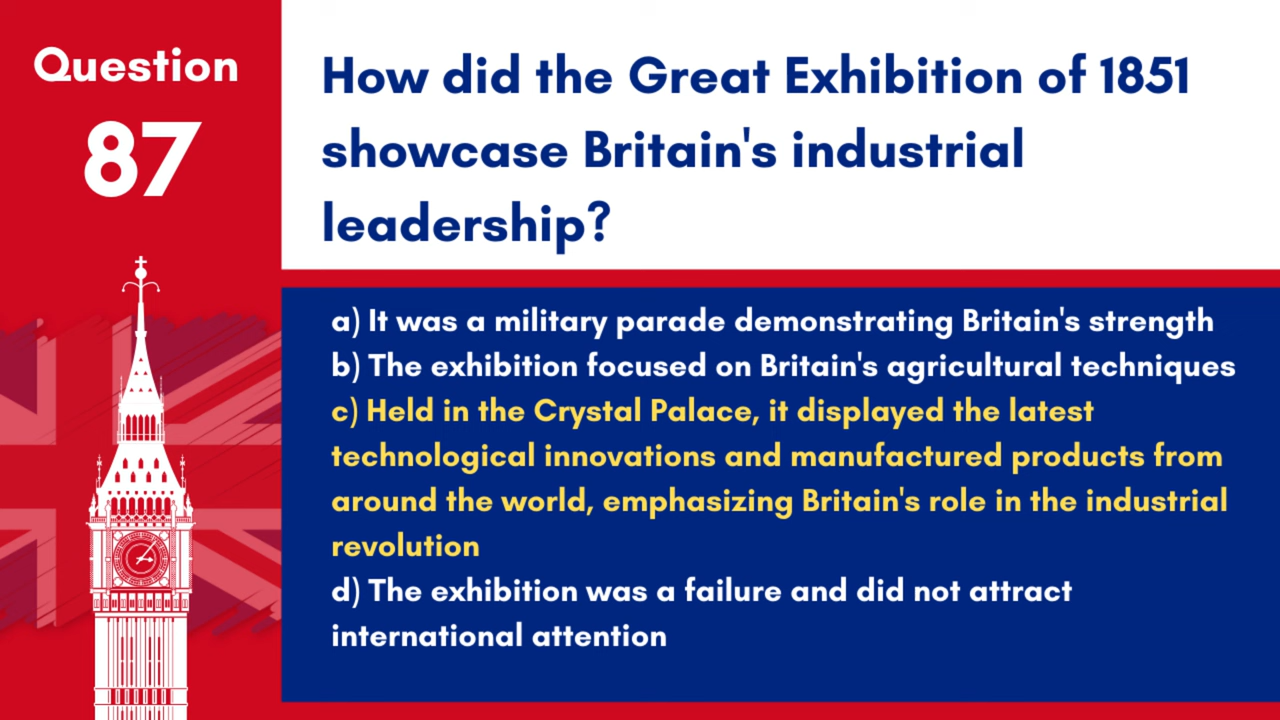 Question
87
How did the Great Exhibition of 1851
showcase Britain's industrial
leadership?
a) It was a military parade demonstrating Britain's strength
b) The exhibition focused on Britain's agricultural techniques
c) Held in the Crystal Palace, it displayed the latest
technological innovations and manufactured products from
around the world, emphasizing Britain's role in the industrial
revolution
d) The exhibition was a failure and did not attract
international attention